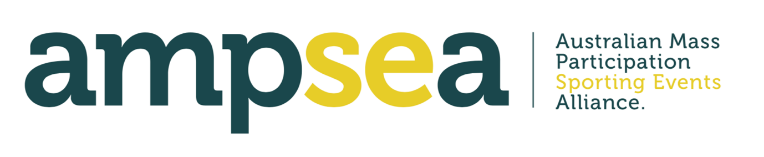 ampsea
Australian Mass
Participation
Sporting Events
Alliance.